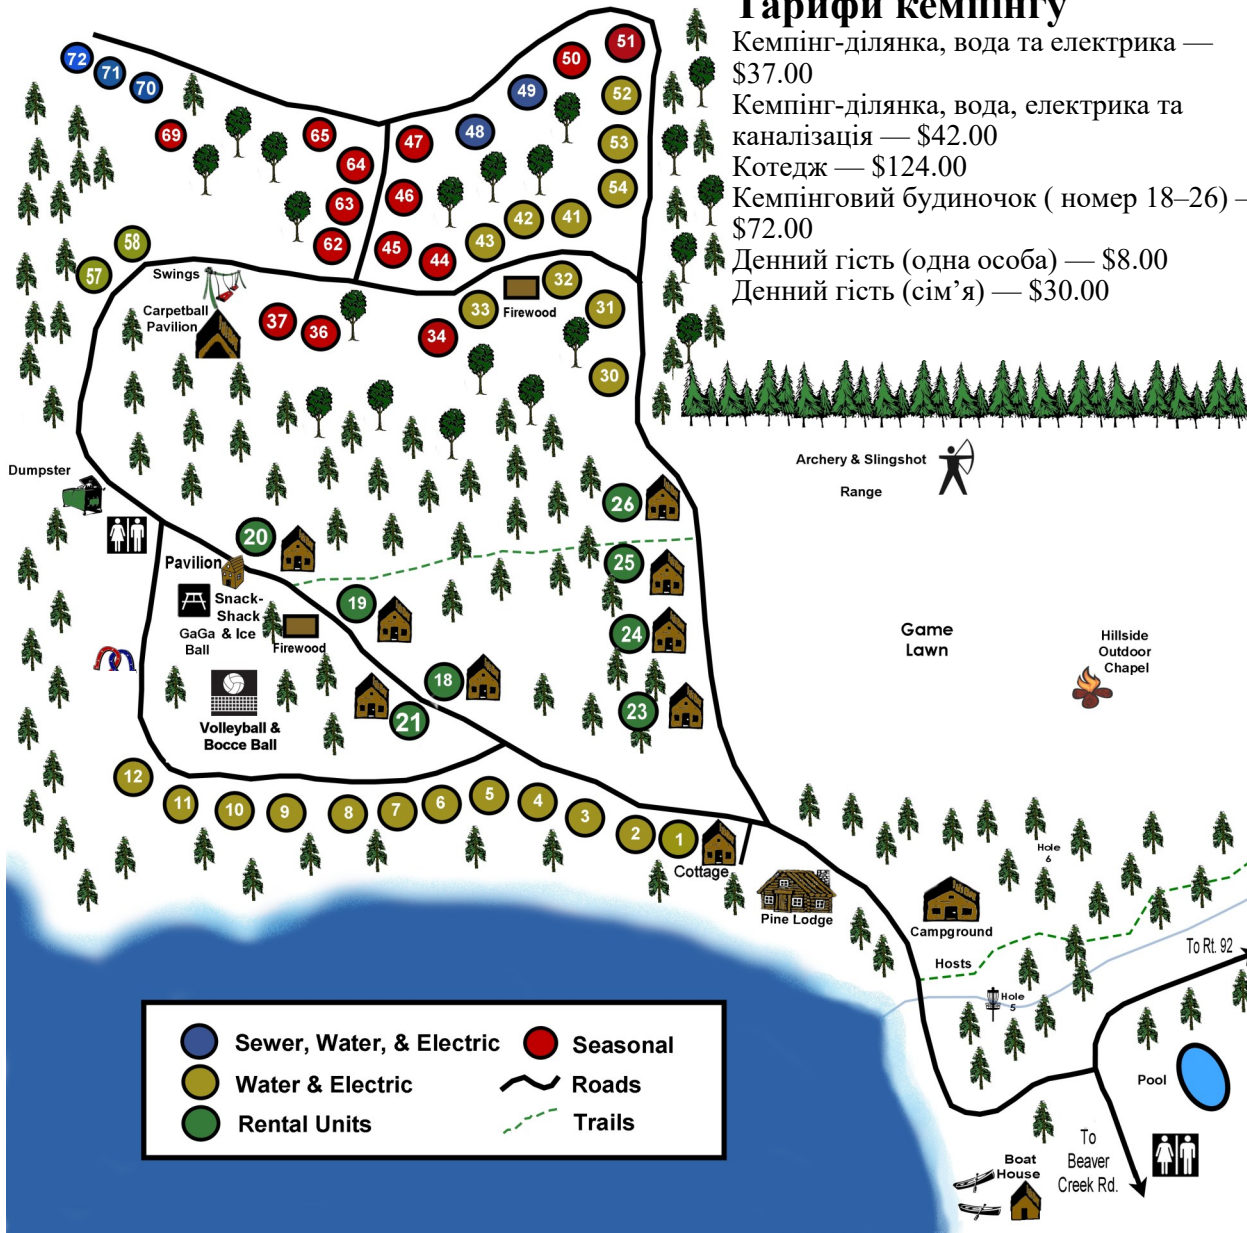 Тарифи кемпінгу
Кемпінг-ділянка, вода та електрика —
$37.00
Кемпінг-ділянка, вода, електрика та
каналізація — $42.00
Котедж — $124.00
Кемпінговий будиночок ( номер 18–26) –
$72.00
Денний гість (одна особа) — $8.00
Денний гість (сім’я) — $30.00
51
50
72
71
70
49
52
69
65
47
48
53
64
46
54
63
42
41
58
62
45
44
43
57
Swings
32
Firewood
Carpetball
Pavilion
37
36
34
33
31
30
Dumpster
Archery & Slingshot
Range
26
20
Pavilion
25
Snack-
Shack
& Ice
19
GaGa
Ball
Firewood
24
Game
Lawn
Hillside
Outdoor
Chapel
18
21
23
Volleyball &
Bocce Ball
12
11
10
9
8
7
6
5
4
3
2
1
Cottage
Hole
6
Pine Lodge
Campground
Hosts
To Rt. 92
Hole
5
Sewer, Water, & Electric
Seasonal
Water & Electric
Roads
Rental Units
Trails
Pool
To
Beaver
Creek Rd.
Boat
House